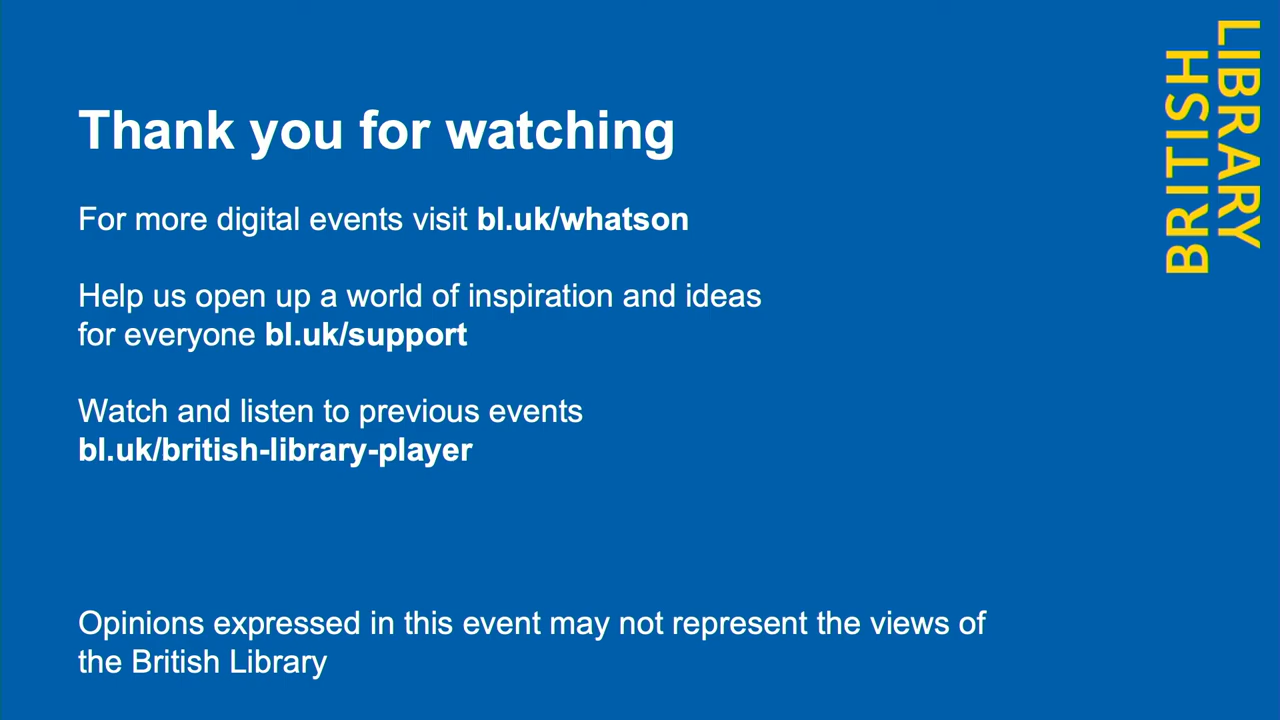 Thank you for watching
For more digital events visit bl.uk/whatson
Help us open up a world of inspiration and ideas
for everyone bl.uk/support
Watch and listen to previous events
bl.uk/british-library-player
Opinions expressed in this event may not represent the views of
the British Library
BRITISH
LIBRARY